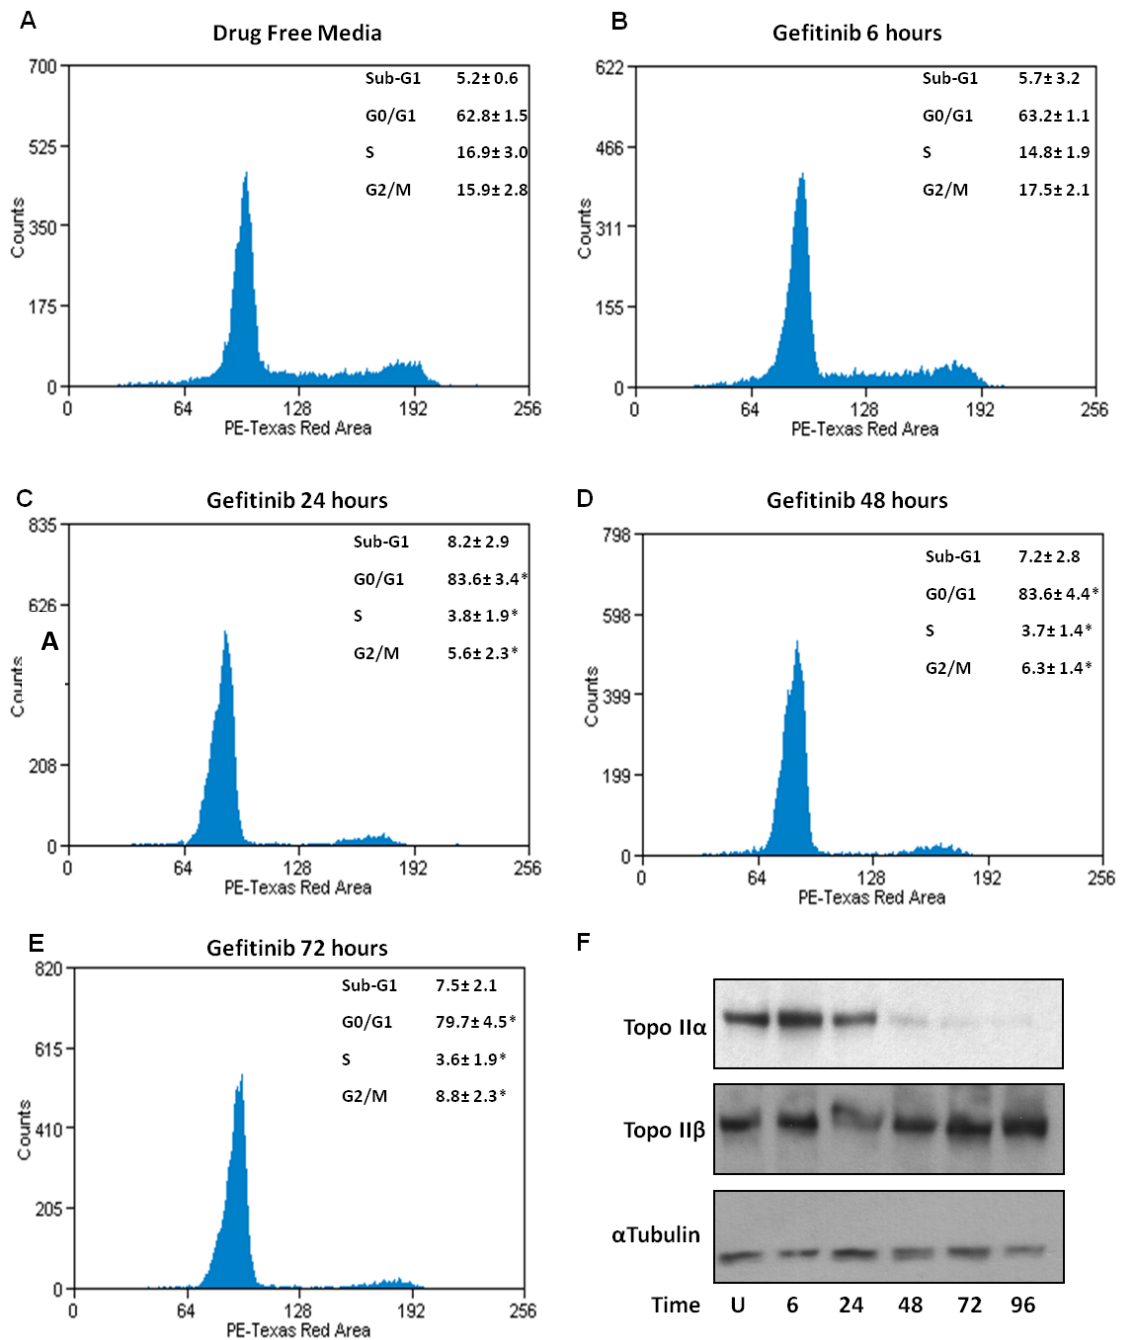 A
Drug Free Media
700
525
350
175
0
Counts
0 64 128 192 256
PE-Texas Red Area
Sub-G1 5.2± 0.6
G0/G1 62.8± 1.5
S 16.9± 3.0
G2/M 15.9± 2.8
B
Gefitinib 6 hours
622
466
311
155
0
Counts
0 64 128 192 256
PE-Texas Red Area
Sub-G1 5.7± 3.2
G0/G1 63.2± 1.1
S 14.8± 1.9
G2/M 17.5± 2.1
C
Gefitinib 24 hours
835
626
A
208
0
Counts
0 64 128 192 256
PE-Texas Red Area
Sub-G1 8.2± 2.9
G0/G1 83.6± 3.4*
S 3.8± 1.9*
G2/M 5.6± 2.3*
D
Gefitinib 48 hours
798
598
399
199
0
Counts
0 64 128 192 256
PE-Texas Red Area
Sub-G1 7.2± 2.8
G0/G1 83.6± 4.4*
S 3.7± 1.4*
G2/M 6.3± 1.4*
E
Gefitinib 72 hours
820
615
410
205
0
Counts
0 64 128 192 256
PE-Texas Red Area
Sub-G1 7.5± 2.1
G0/G1 79.7± 4.5*
S 3.6± 1.9*
G2/M 8.8± 2.3*
F
Topo IIα
Topo IIβ
αTubulin
Time U 6 24 48 72 96